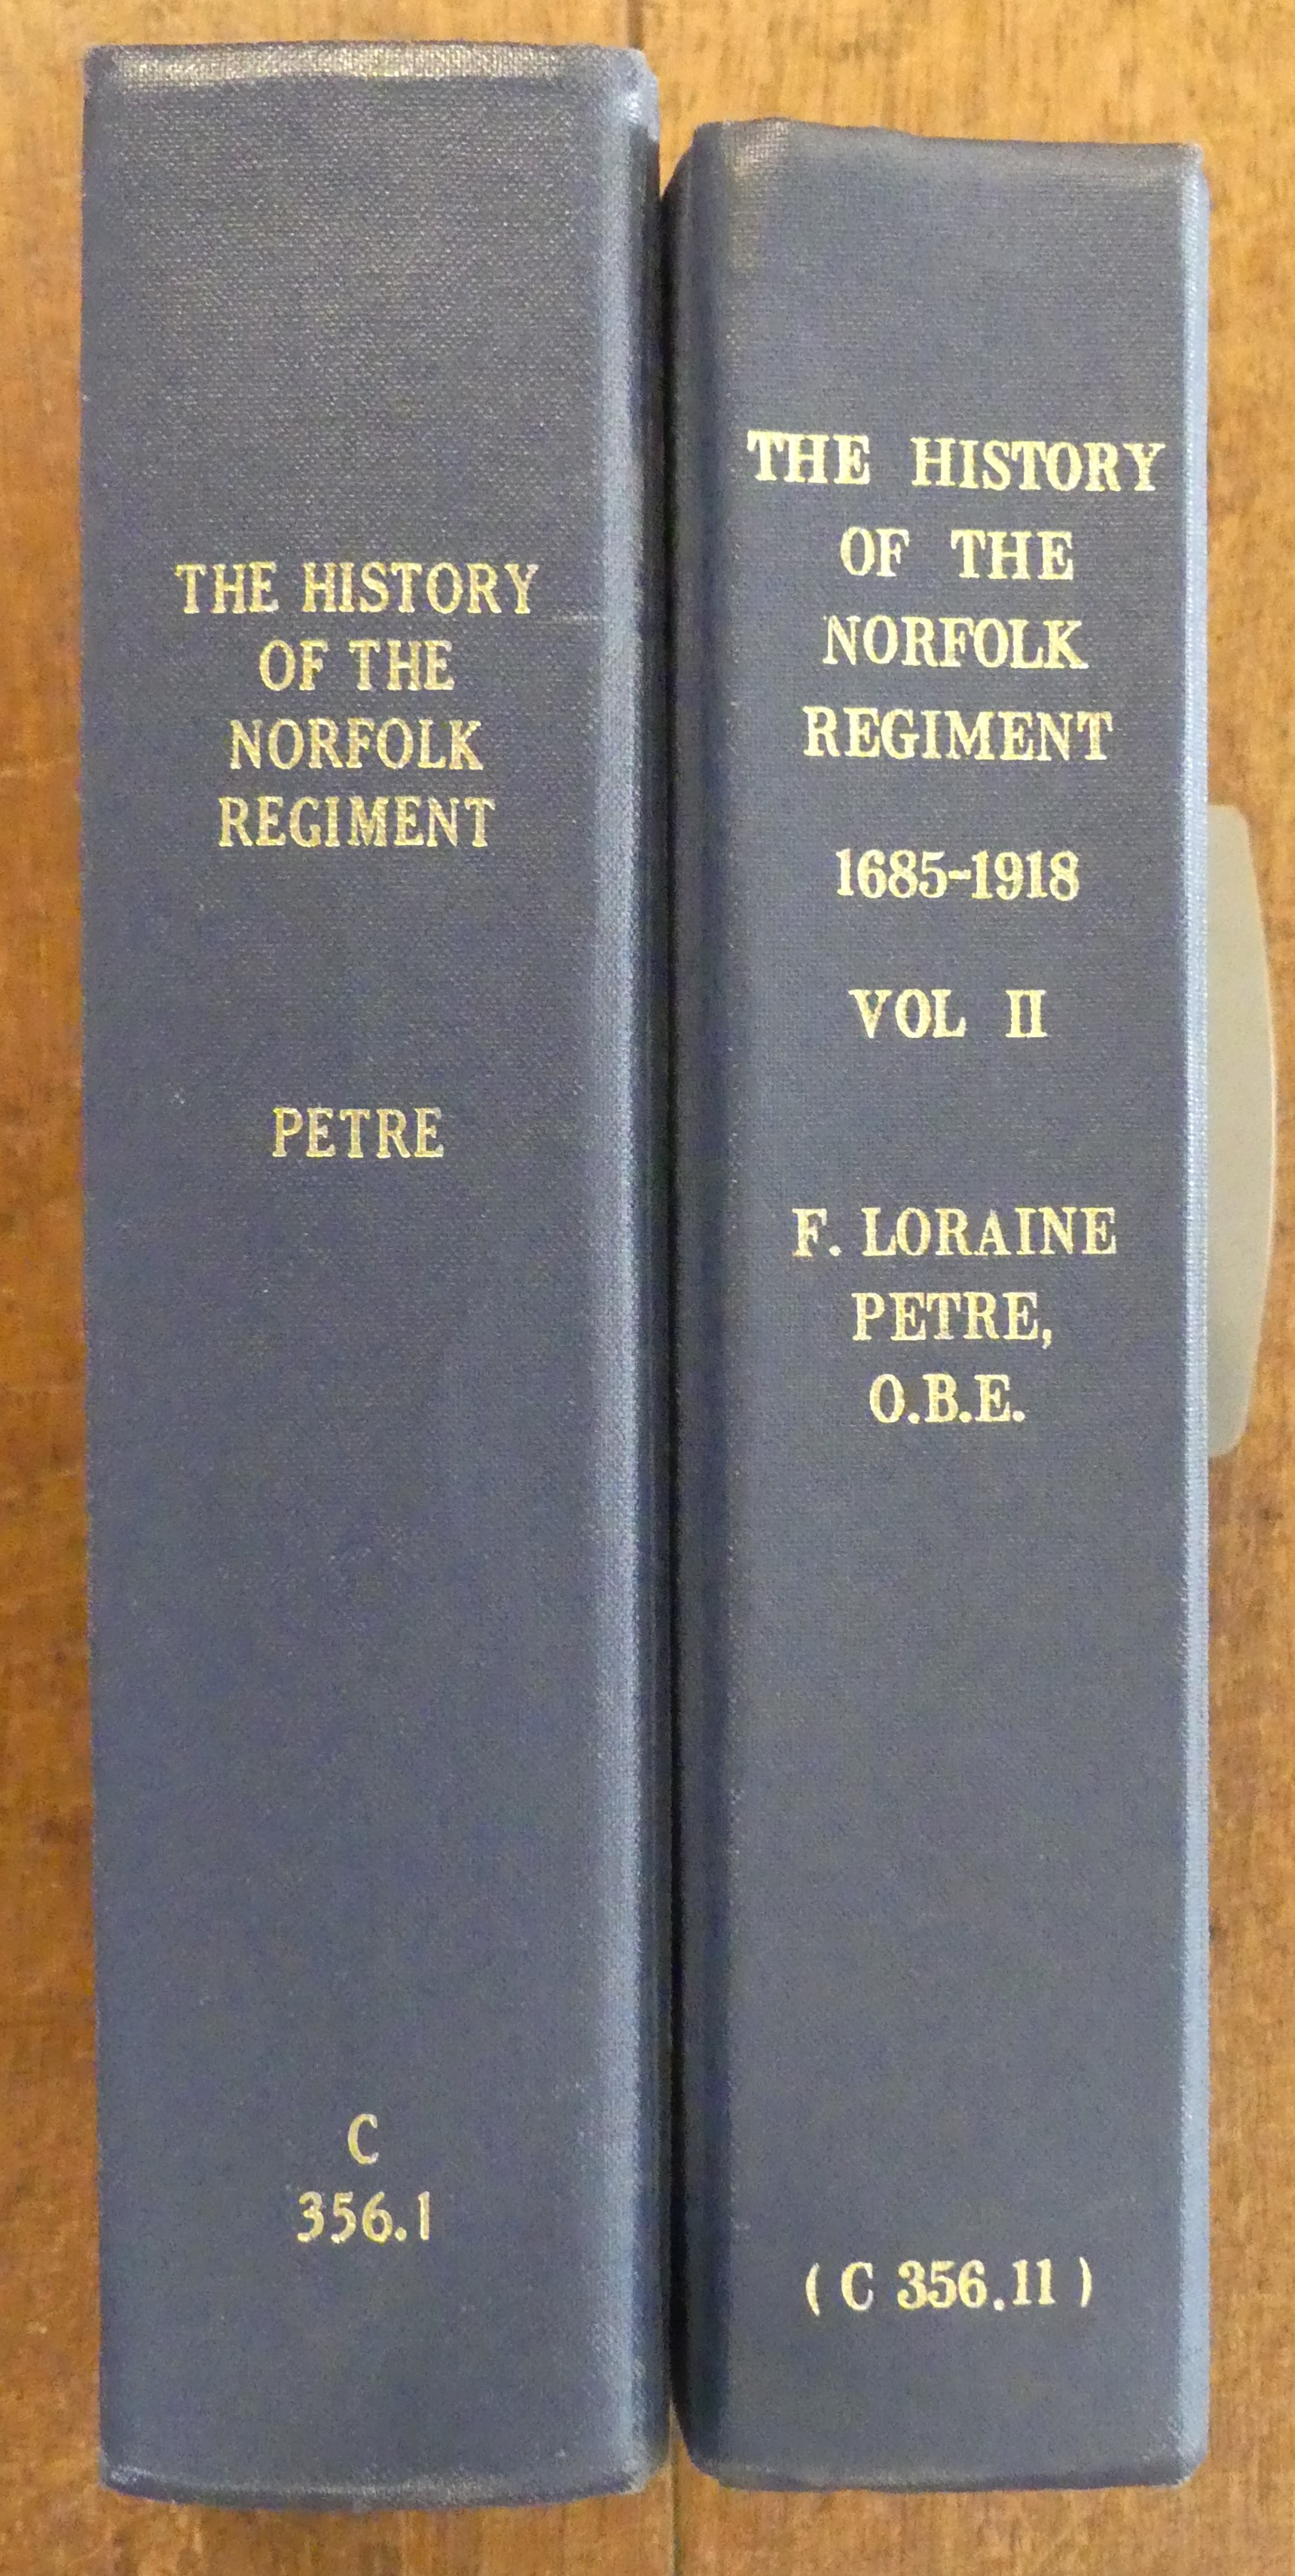 THE HISTORY
OF THE
NORFOLK
REGIMENT
PETRE
C
356.1
THE HISTORY
OF THE
NORFOLK
REGIMENT
1685-1918
VOL II
F. LORAINE
PETRE,
O.B.E.
( C 356.11 )